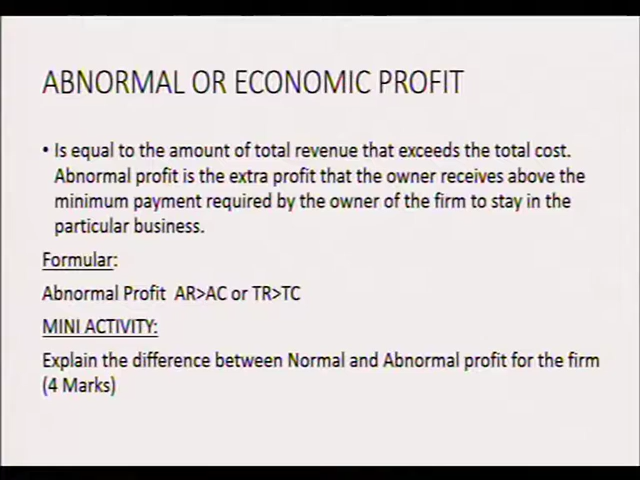 ABNORMAL OR ECONOMIC PROFIT
• Is equal to the amount of total revenue that exceeds the total cost.
Abnormal profit is the extra profit that the owner receives above the
minimum payment required by the owner of the firm to stay in the
particular business.
Formular:
Abnormal Profit AR>AC or TR>TC
MINI ACTIVITY:
Explain the difference between Normal and Abnormal profit for the firm
(4 Marks)